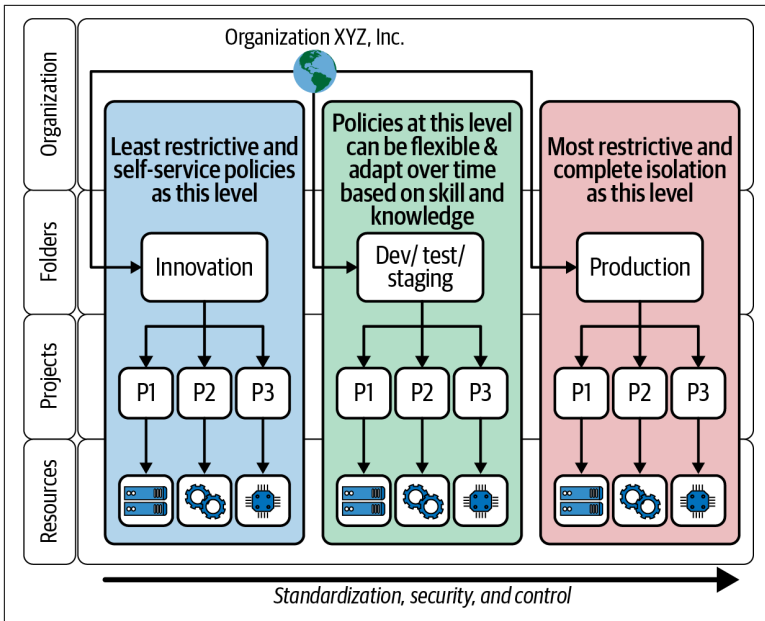 Organization XYZ, Inc.
Organization
Least restrictive and
self-service policies
as this level
Policies at this level
can be flexible &
adapt over time
based on skill and
knowledge
Most restrictive and
complete isolation
as this level
Folders
Innovation
Dev/ test/
staging
Production
Projects
P1
P2
P3
P1
P2
P3
P1
P2
P3
Resources
Standardization, security, and control